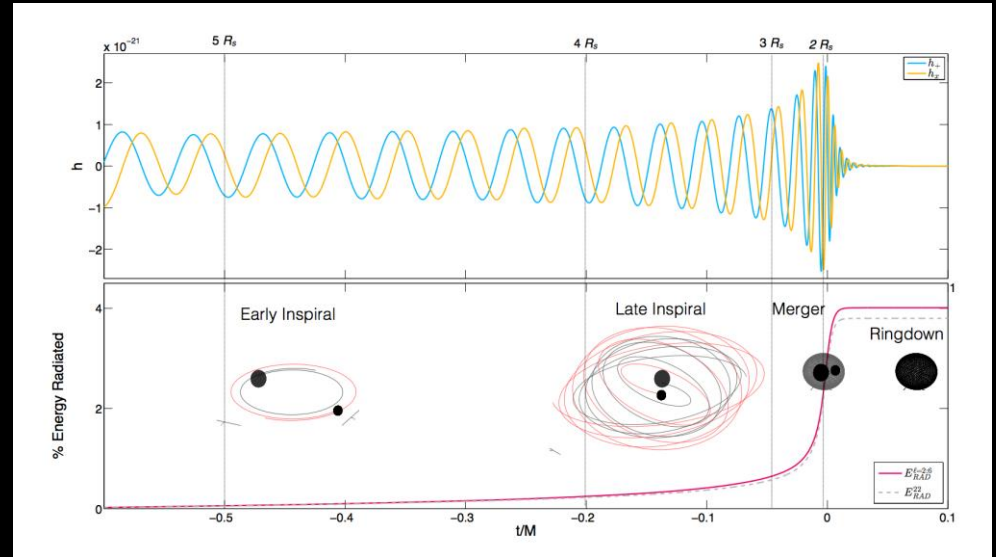 5 Rs
4 Rs
3 Rs
2 Rs
x 10⁻²¹
h₊
hₓ
2
1
0
−1
−2
h
Early Inspiral
Late Inspiral
Merger
Ringdown
4
2
0
1
% Energy Radiated
E_RAD^ℓ=2:6
E_RAD^22
−0.5
−0.4
−0.3
−0.2
−0.1
0
0.1
t/M